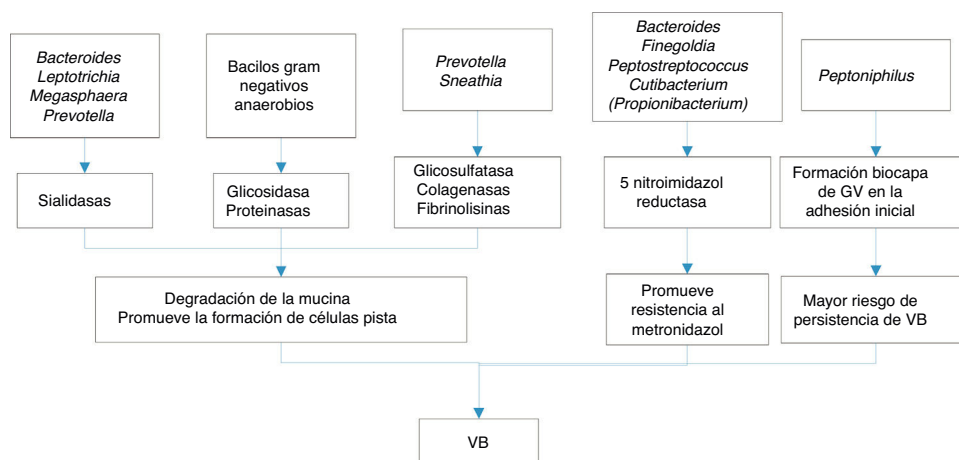 Bacteroides
Leptotrichia
Megasphaera
Prevotella
Bacilos gram
negativos
anaerobios
Prevotella
Sneathia
Bacteroides
Finegoldia
Peptostreptococcus
Cutibacterium
(Propionibacterium)
Peptoniphilus
Sialidasas
Glicosidasa
Proteinasas
Glicosulfatasa
Colagenasas
Fibrinolisinas
5 nitroimidazol
reductasa
Formación biocapa
de GV en la
adhesión inicial
Degradación de la mucina
Promueve la formación de células pista
Promueve
resistencia al
metronidazol
Mayor riesgo de
persistencia de VB
VB